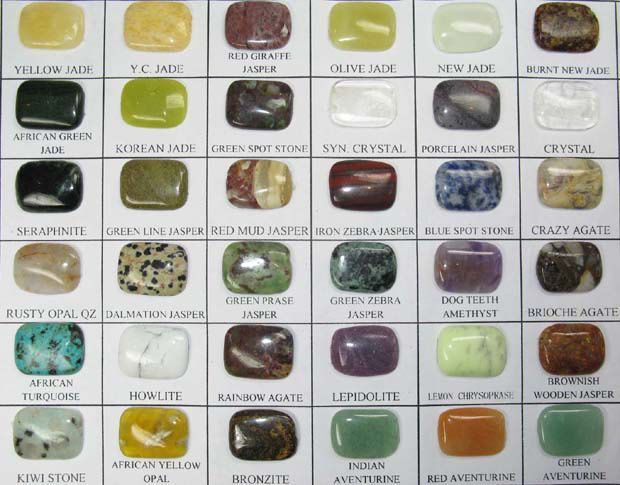 YELLOW JADE
Y.C. JADE
RED GIRAFFE
JASPER
OLIVE JADE
NEW JADE
BURNT NEW JADE
AFRICAN GREEN
JADE
KOREAN JADE
GREEN SPOT STONE
SYN. CRYSTAL
PORCELAIN JASPER
CRYSTAL
SERAPHNITE
GREEN LINE JASPER
RED MUD JASPER
IRON ZEBRA JASPER
BLUE SPOT STONE
CRAZY AGATE
RUSTY OPAL QZ
DALMATION JASPER
GREEN PRASE
JASPER
GREEN ZEBRA
JASPER
DOG TEETH
AMETHYST
BRIOCHE AGATE
AFRICAN
TURQUOISE
HOWLITE
RAINBOW AGATE
LEPIDOLITE
LEMON CHRYSOPRASE
BROWNISH
WOODEN JASPER
KIWI STONE
AFRICAN YELLOW
OPAL
BRONZITE
INDIAN
AVENTURINE
RED AVENTURINE
GREEN
AVENTURINE